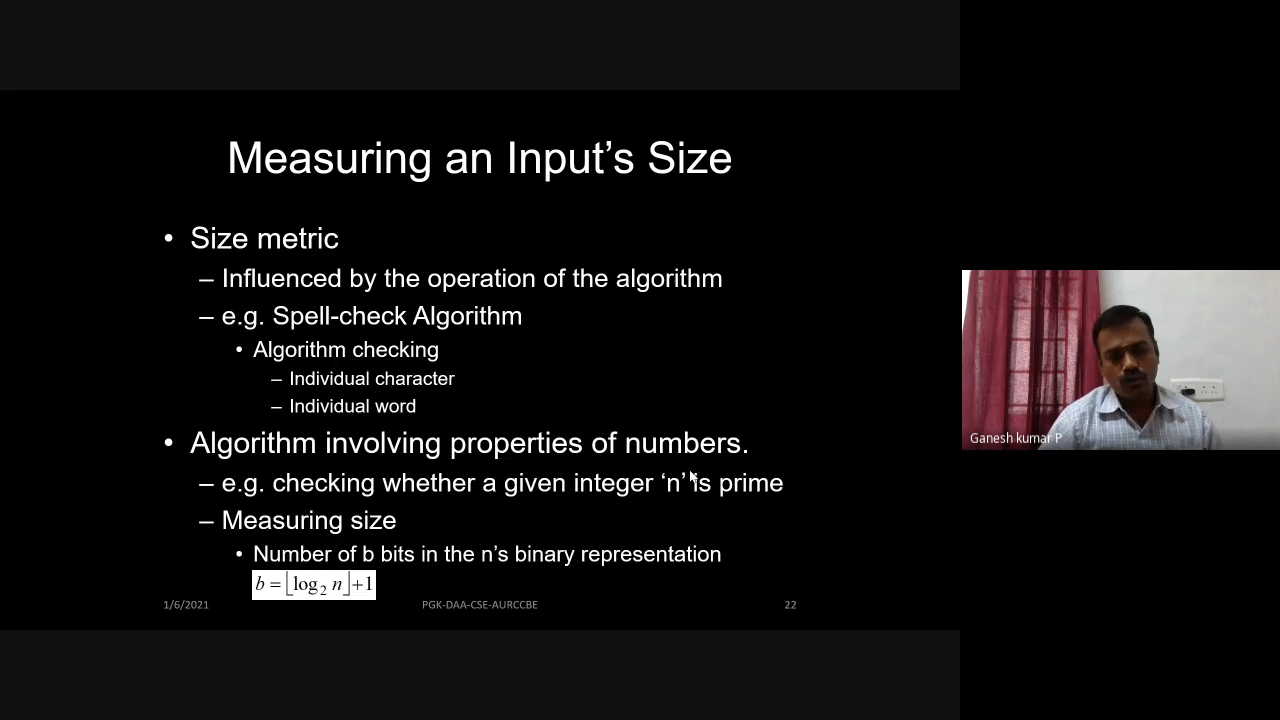 Measuring an Input’s Size
• Size metric
– Influenced by the operation of the algorithm
– e.g. Spell-check Algorithm
• Algorithm checking
– Individual character
– Individual word
• Algorithm involving properties of numbers.
– e.g. checking whether a given integer ‘n’ is prime
– Measuring size
• Number of b bits in the n’s binary representation
b = ⌊log₂ n⌋+1
1/6/2021 PGK-DAA-CSE-AURCCBE 22
Ganesh kumar P